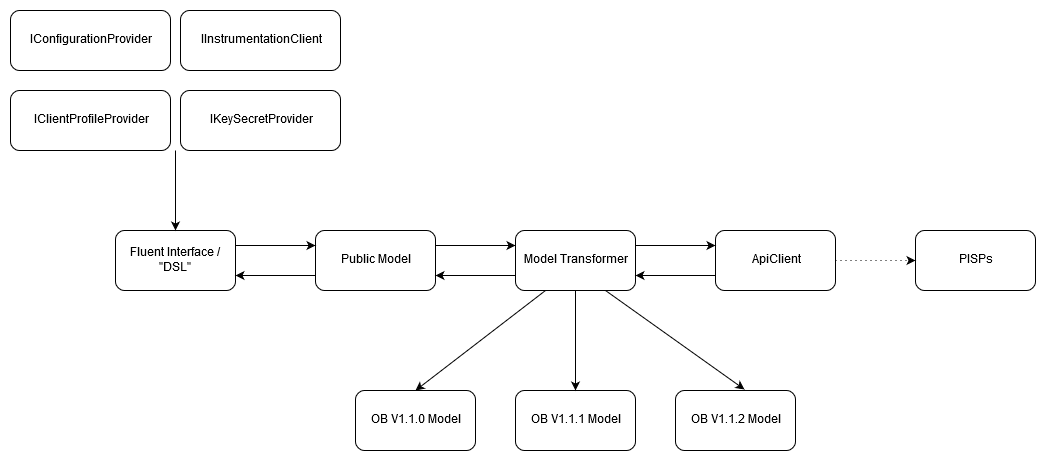 IConfigurationProvider
IInstrumentationClient
IClientProfileProvider
IKeySecretProvider
Fluent Interface /
"DSL"
Public Model
Model Transformer
ApiClient
PISPs
OB V1.1.0 Model
OB V1.1.1 Model
OB V1.1.2 Model